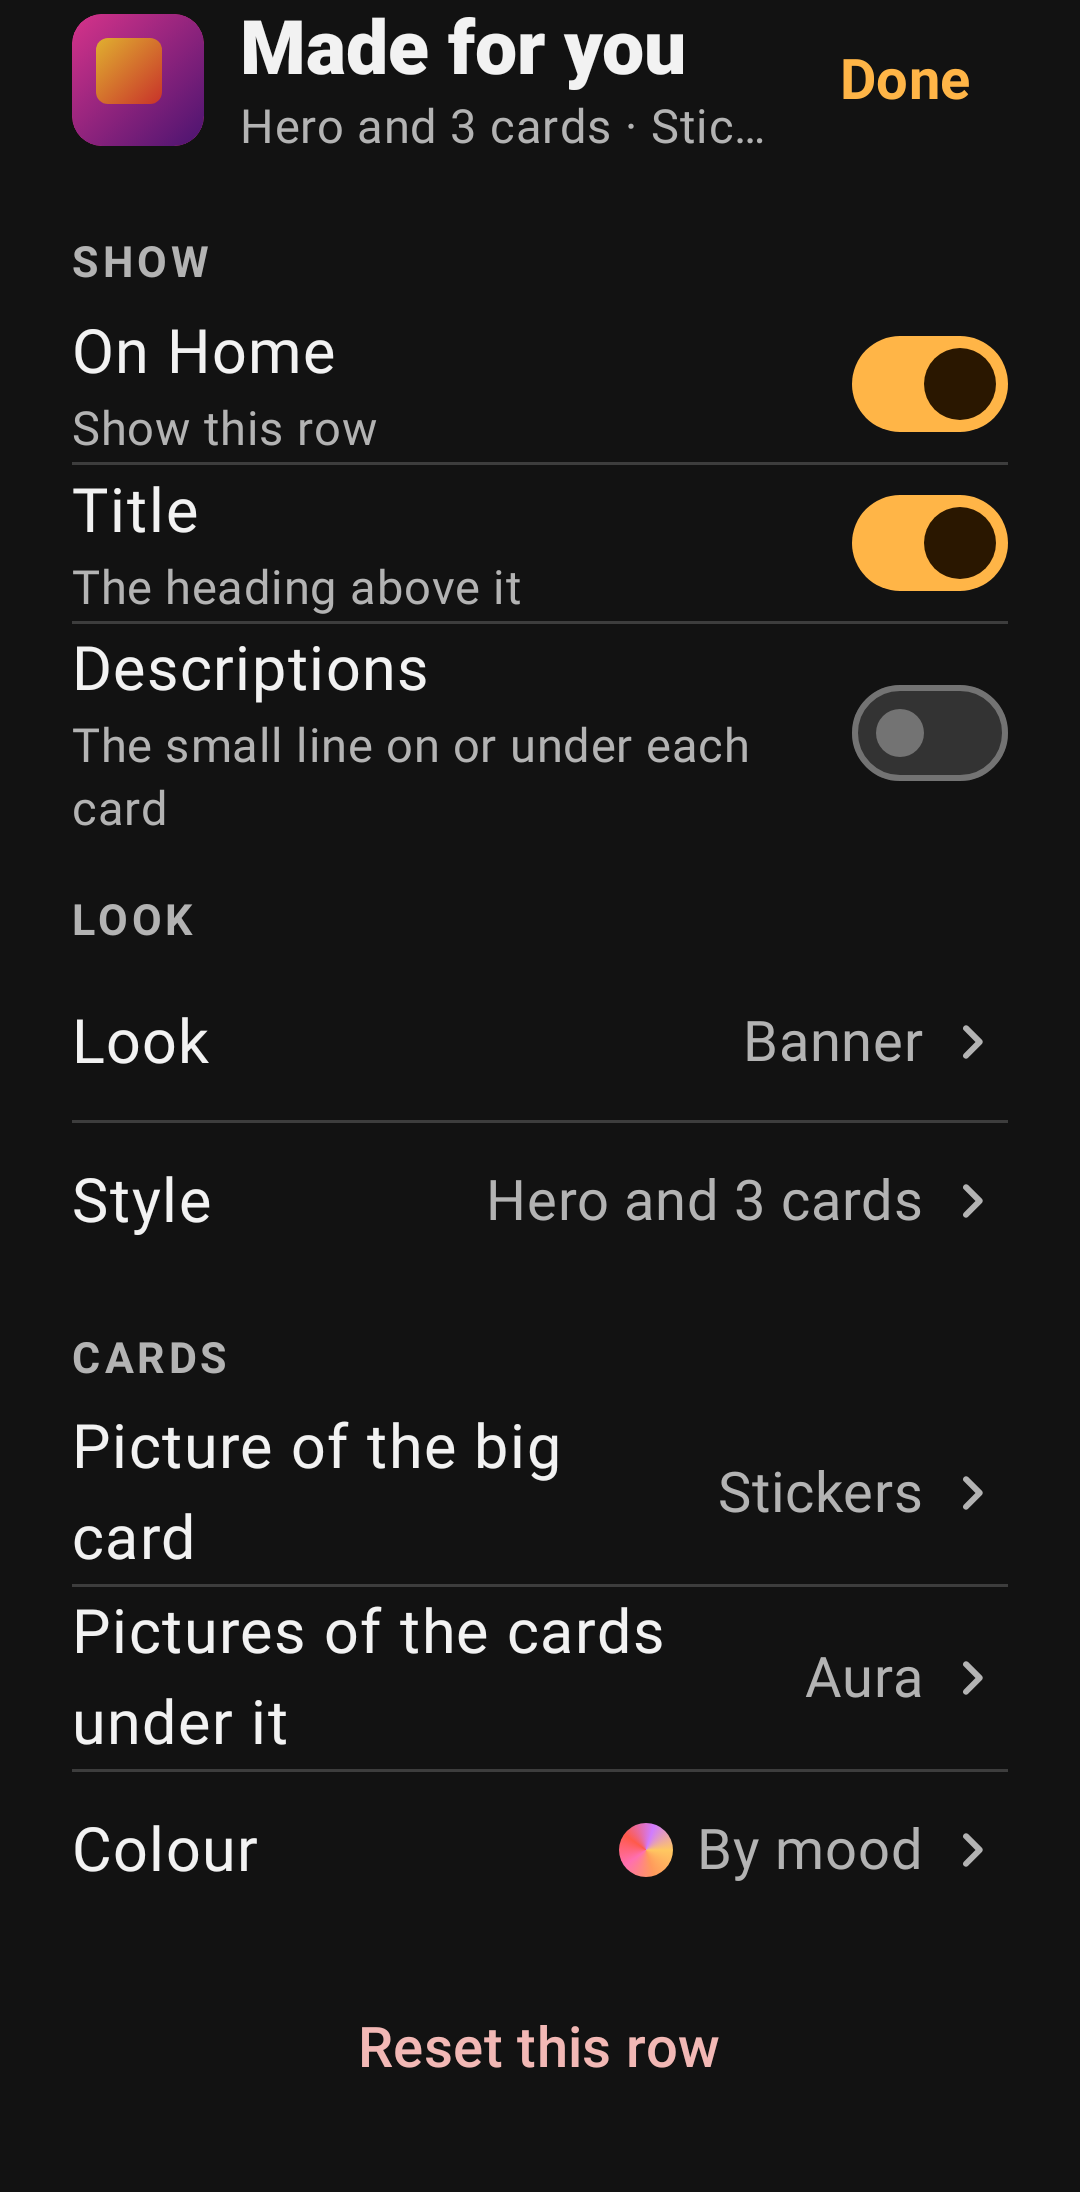 Made for you
Done
Hero and 3 cards · Stic…
SHOW
On Home
Show this row
Title
The heading above it
Descriptions
The small line on or under each
card
LOOK
Look
Banner
Style
Hero and 3 cards
CARDS
Picture of the big
card
Stickers
Pictures of the cards
under it
Aura
Colour
By mood
Reset this row